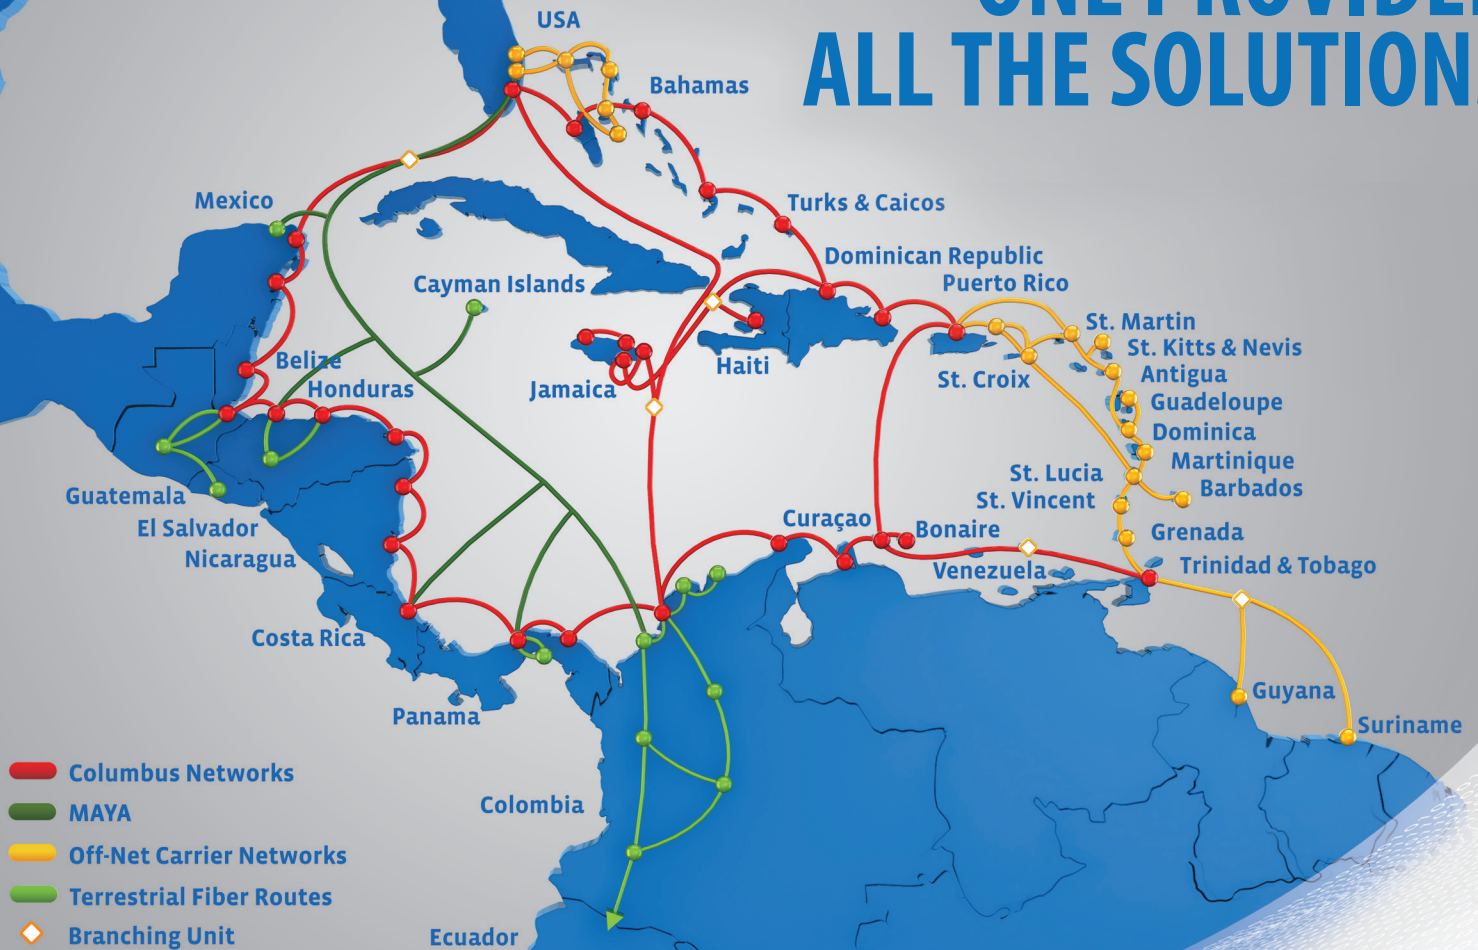 ALL THE SOLUTION
USA
Bahamas
Mexico
Turks & Caicos
Dominican Republic
Cayman Islands
Puerto Rico
St. Martin
St. Kitts & Nevis
Belize
Haiti
Antigua
Honduras
Jamaica
St. Croix
Guadeloupe
Dominica
Martinique
St. Lucia
Barbados
Guatemala
St. Vincent
El Salvador
Curaçao
Bonaire
Grenada
Nicaragua
Venezuela
Trinidad & Tobago
Costa Rica
Guyana
Panama
Suriname
Columbus Networks
Colombia
MAYA
Off-Net Carrier Networks
Terrestrial Fiber Routes
Branching Unit
Ecuador